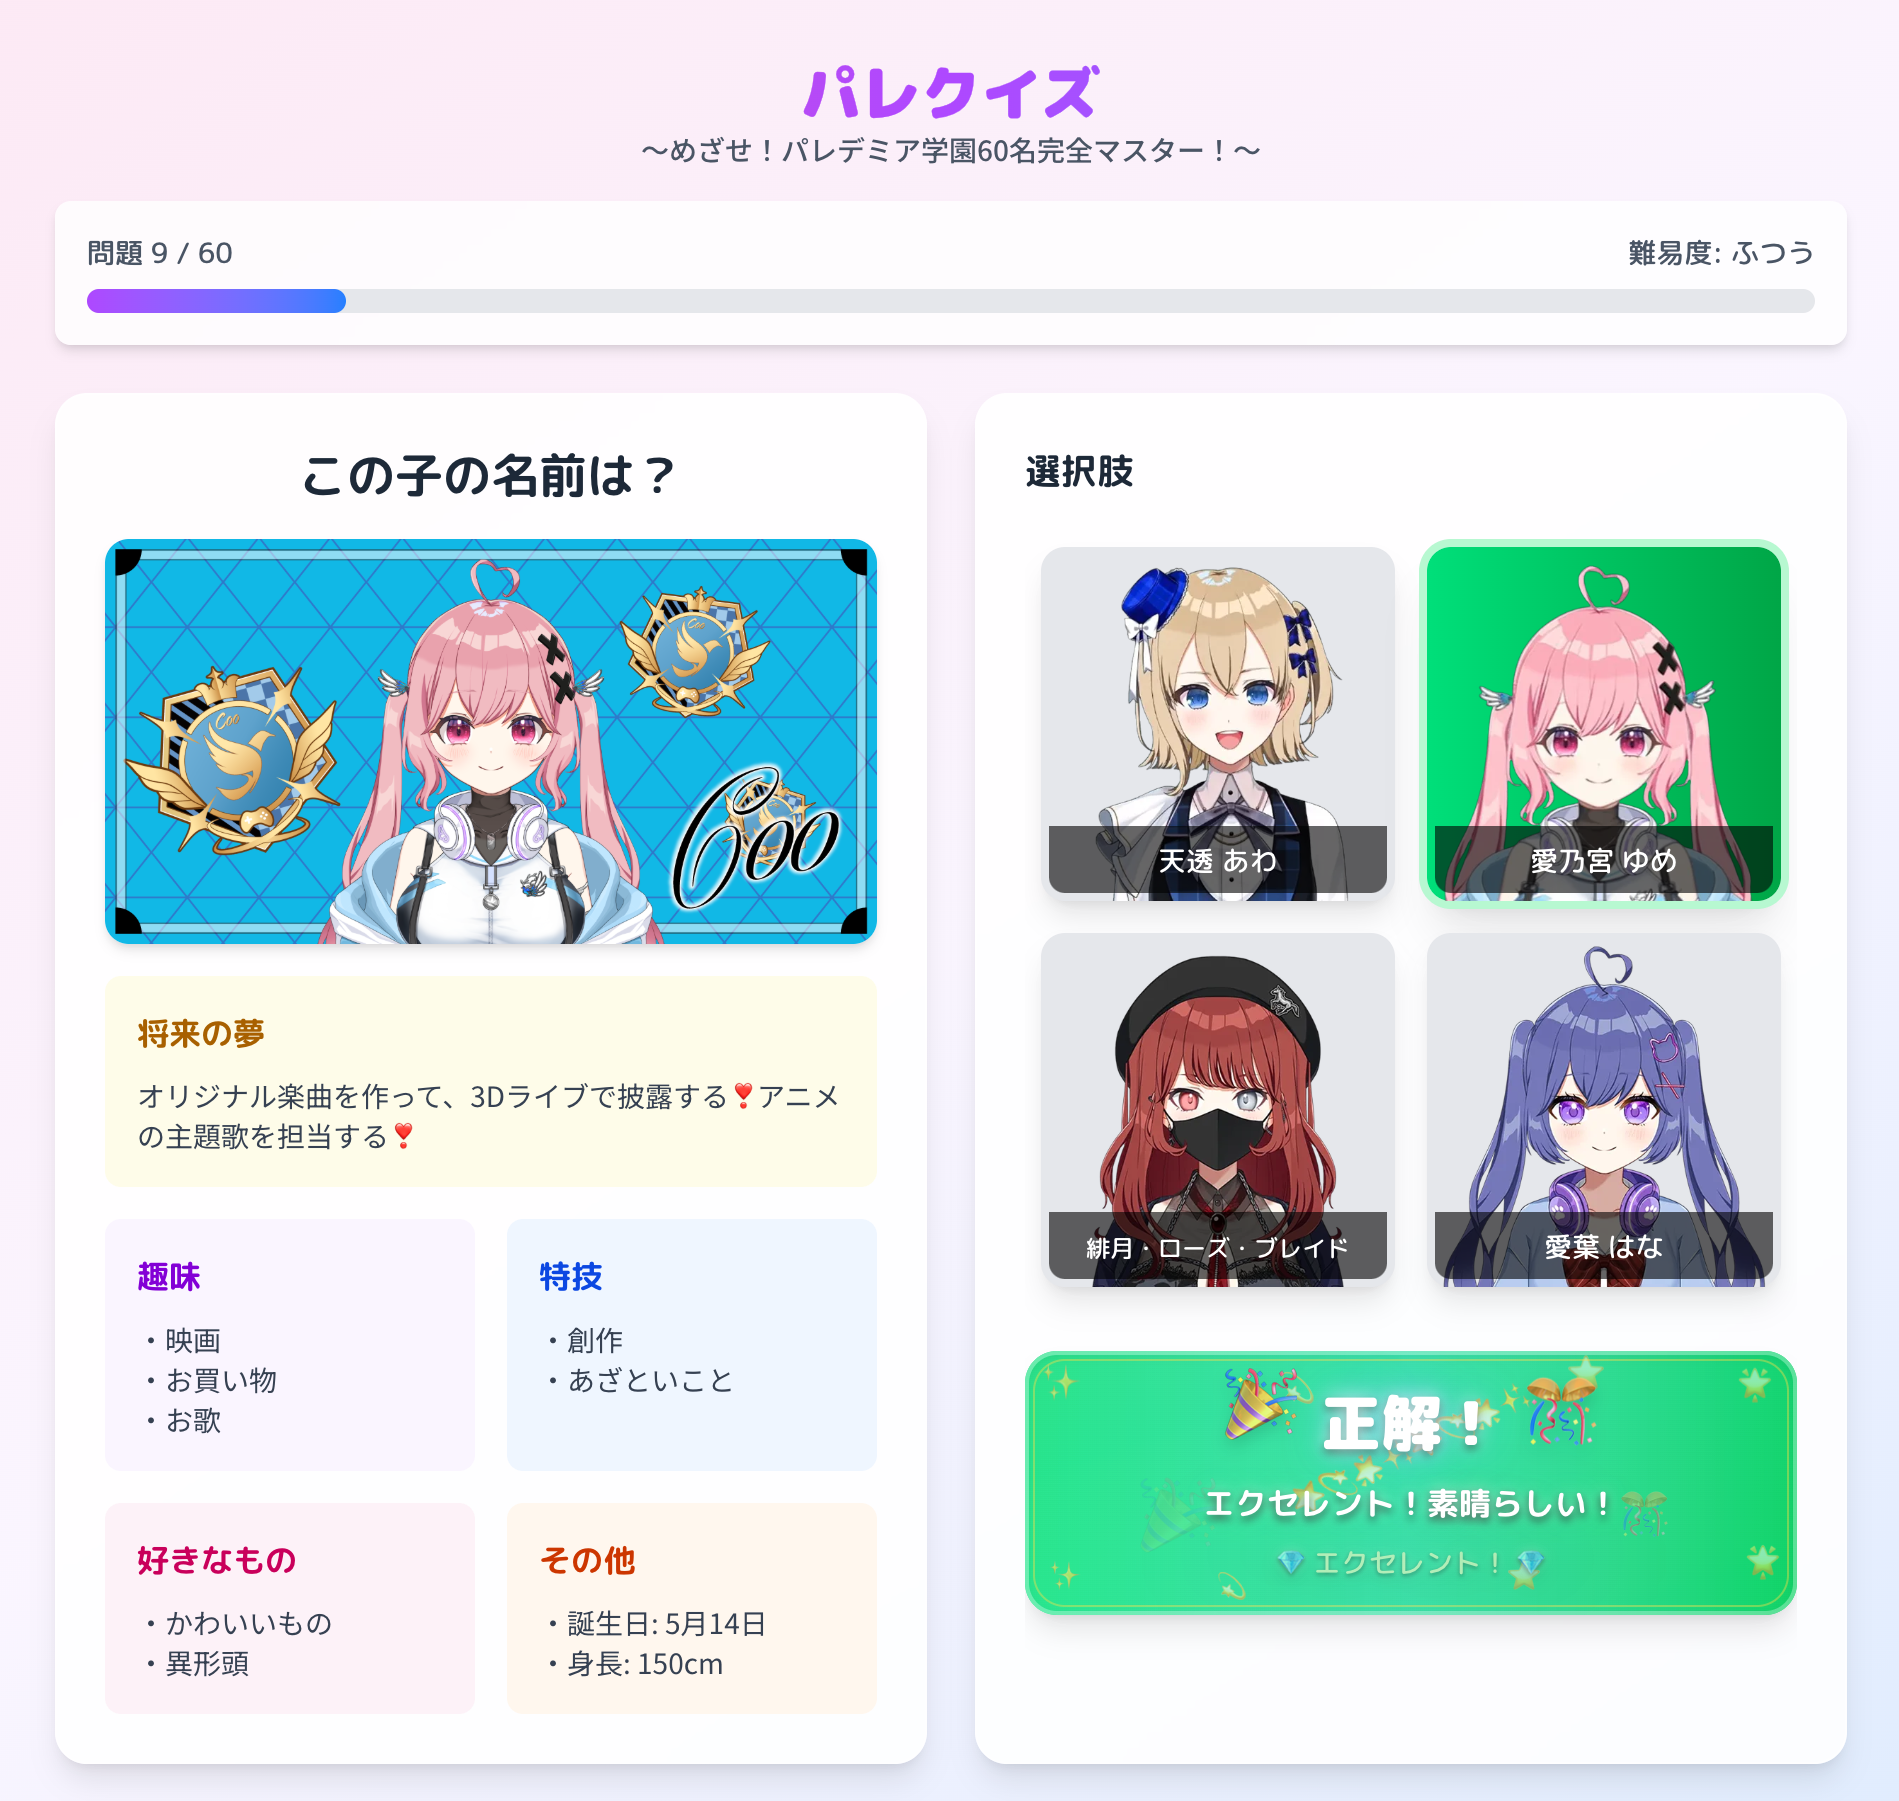 パレクイズ
〜めざせ！パレデミア学園60名完全マスター！〜
問題 9 / 60
難易度: ふつう
この子の名前は？
Coo
Coo
Coo
将来の夢
オリジナル楽曲を作って、3Dライブで披露する❣️アニメ
の主題歌を担当する❣️
趣味
・映画
・お買い物
・お歌
特技
・創作
・あざといこと
好きなもの
・かわいいもの
・異形頭
その他
・誕生日: 5月14日
・身長: 150cm
選択肢
天透 あわ
愛乃宮 ゆめ
緋月・ローズ・ブレイド
愛葉 はな
正解！
エクセレント！素晴らしい！
エクセレント！